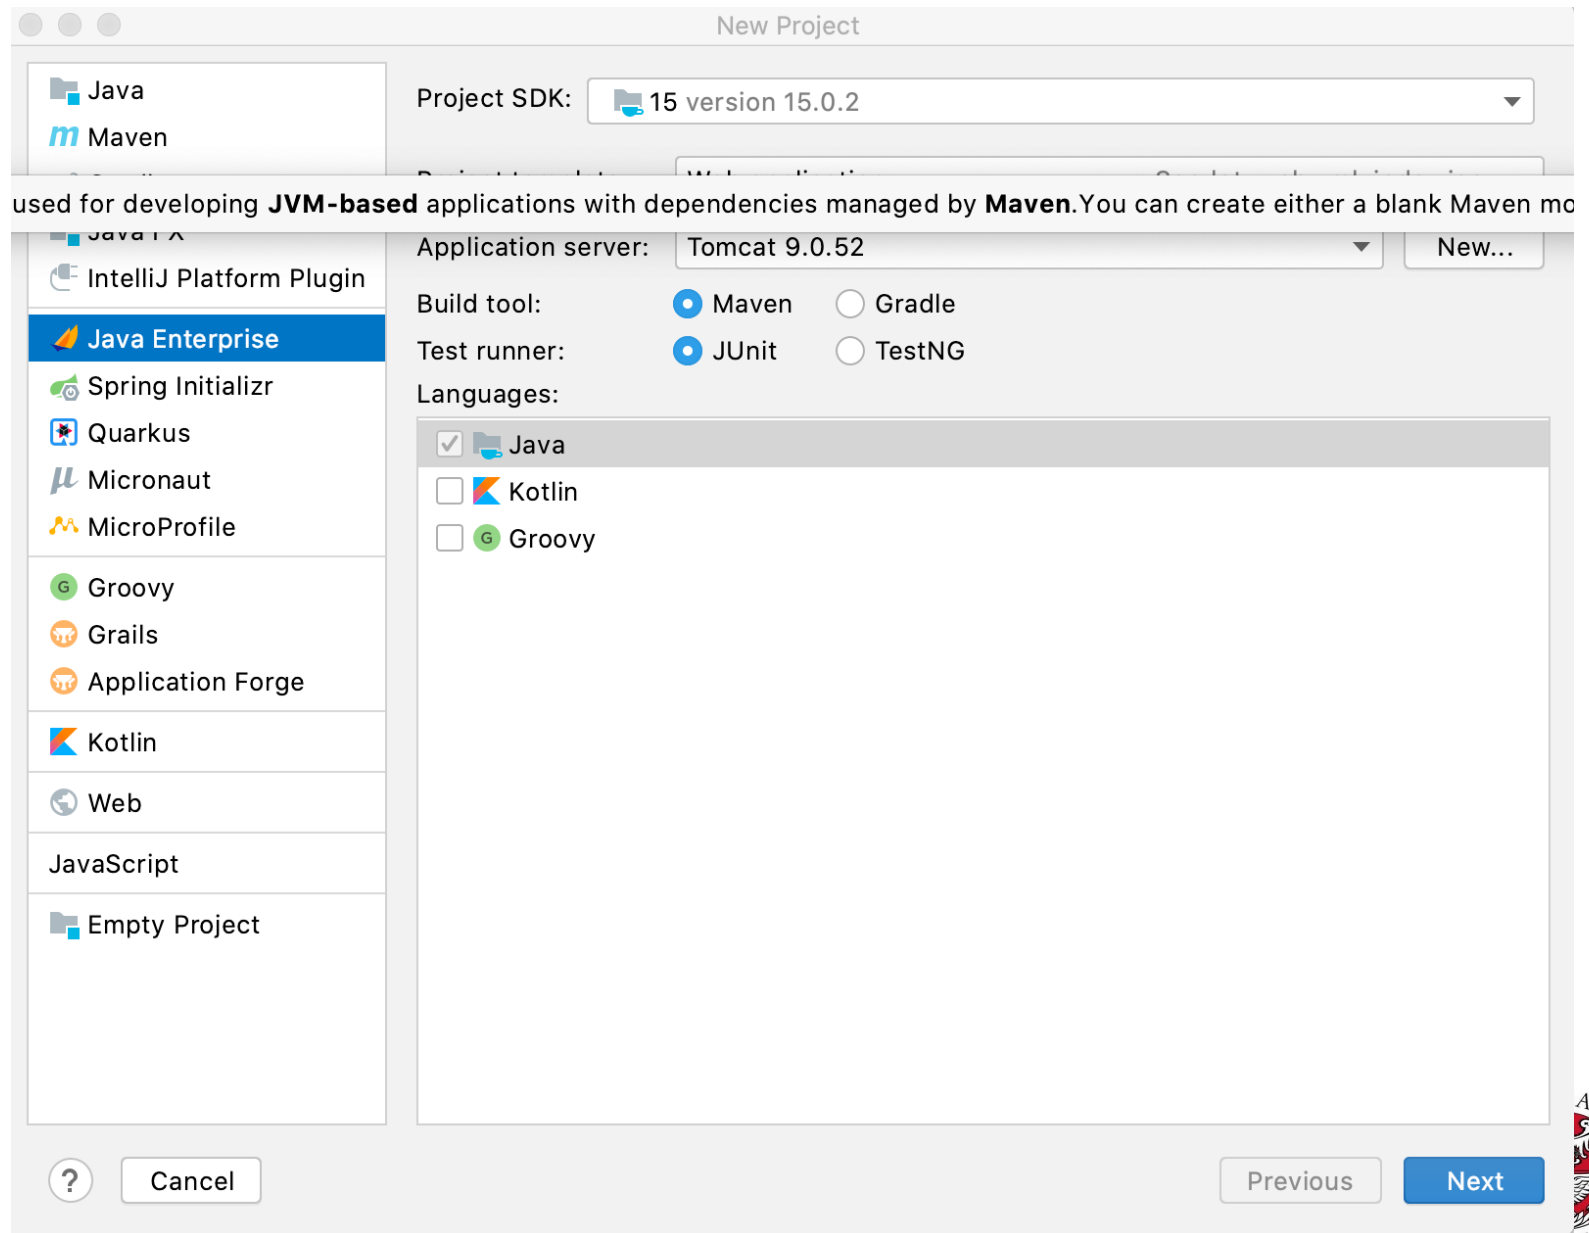 New Project
Java
Maven
used for developing JVM-based applications with dependencies managed by Maven.You can create either a blank Maven mo
IntelliJ Platform Plugin
Java Enterprise
Spring Initializr
Quarkus
Micronaut
MicroProfile
G Groovy
Grails
Application Forge
Kotlin
Web
JavaScript
Empty Project
Project SDK: 15 version 15.0.2
Application server: Tomcat 9.0.52 New...
Build tool: Maven Gradle
Test runner: JUnit TestNG
Languages:
Java
Kotlin
G Groovy
? Cancel Previous Next
A